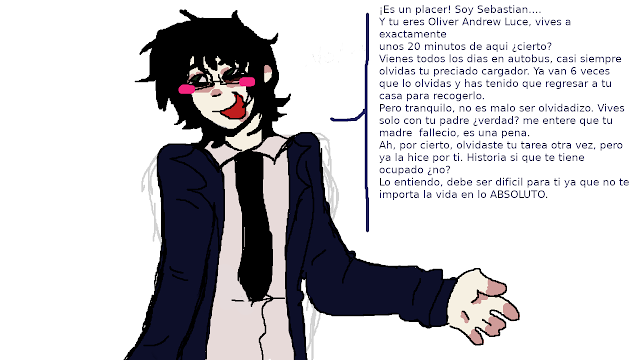 ¡Es un placer! Soy Sebastian....
Y tu eres Oliver Andrew Luce, vives a
exactamente
unos 20 minutos de aqui ¿cierto?
Vienes todos los dias en autobus, casi siempre
olvidas tu preciado cargador. Ya van 6 veces
que lo olvidas y has tenido que regresar a tu
casa para recogerlo.
Pero tranquilo, no es malo ser olvidadizo. Vives
solo con tu padre ¿verdad? me entere que tu
madre fallecio, es una pena.
Ah, por cierto, olvidaste tu tarea otra vez, pero
ya la hice por ti. Historia si que te tiene
ocupado ¿no?
Lo entiendo, debe ser dificil para ti ya que no te
importa la vida en lo ABSOLUTO.